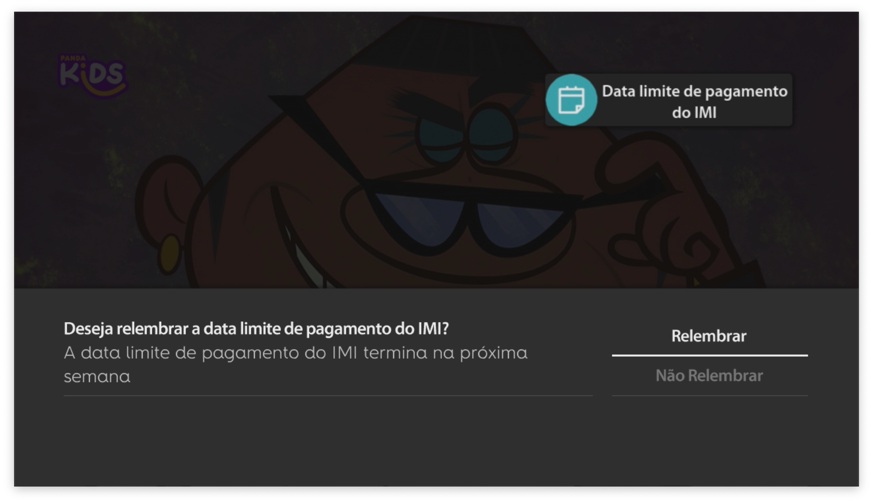 PANDA
KiDS
Data limite de pagamento
do IMI
Deseja relembrar a data limite de pagamento do IMI?
A data limite de pagamento do IMI termina na próxima
semana
Relembrar
Não Relembrar